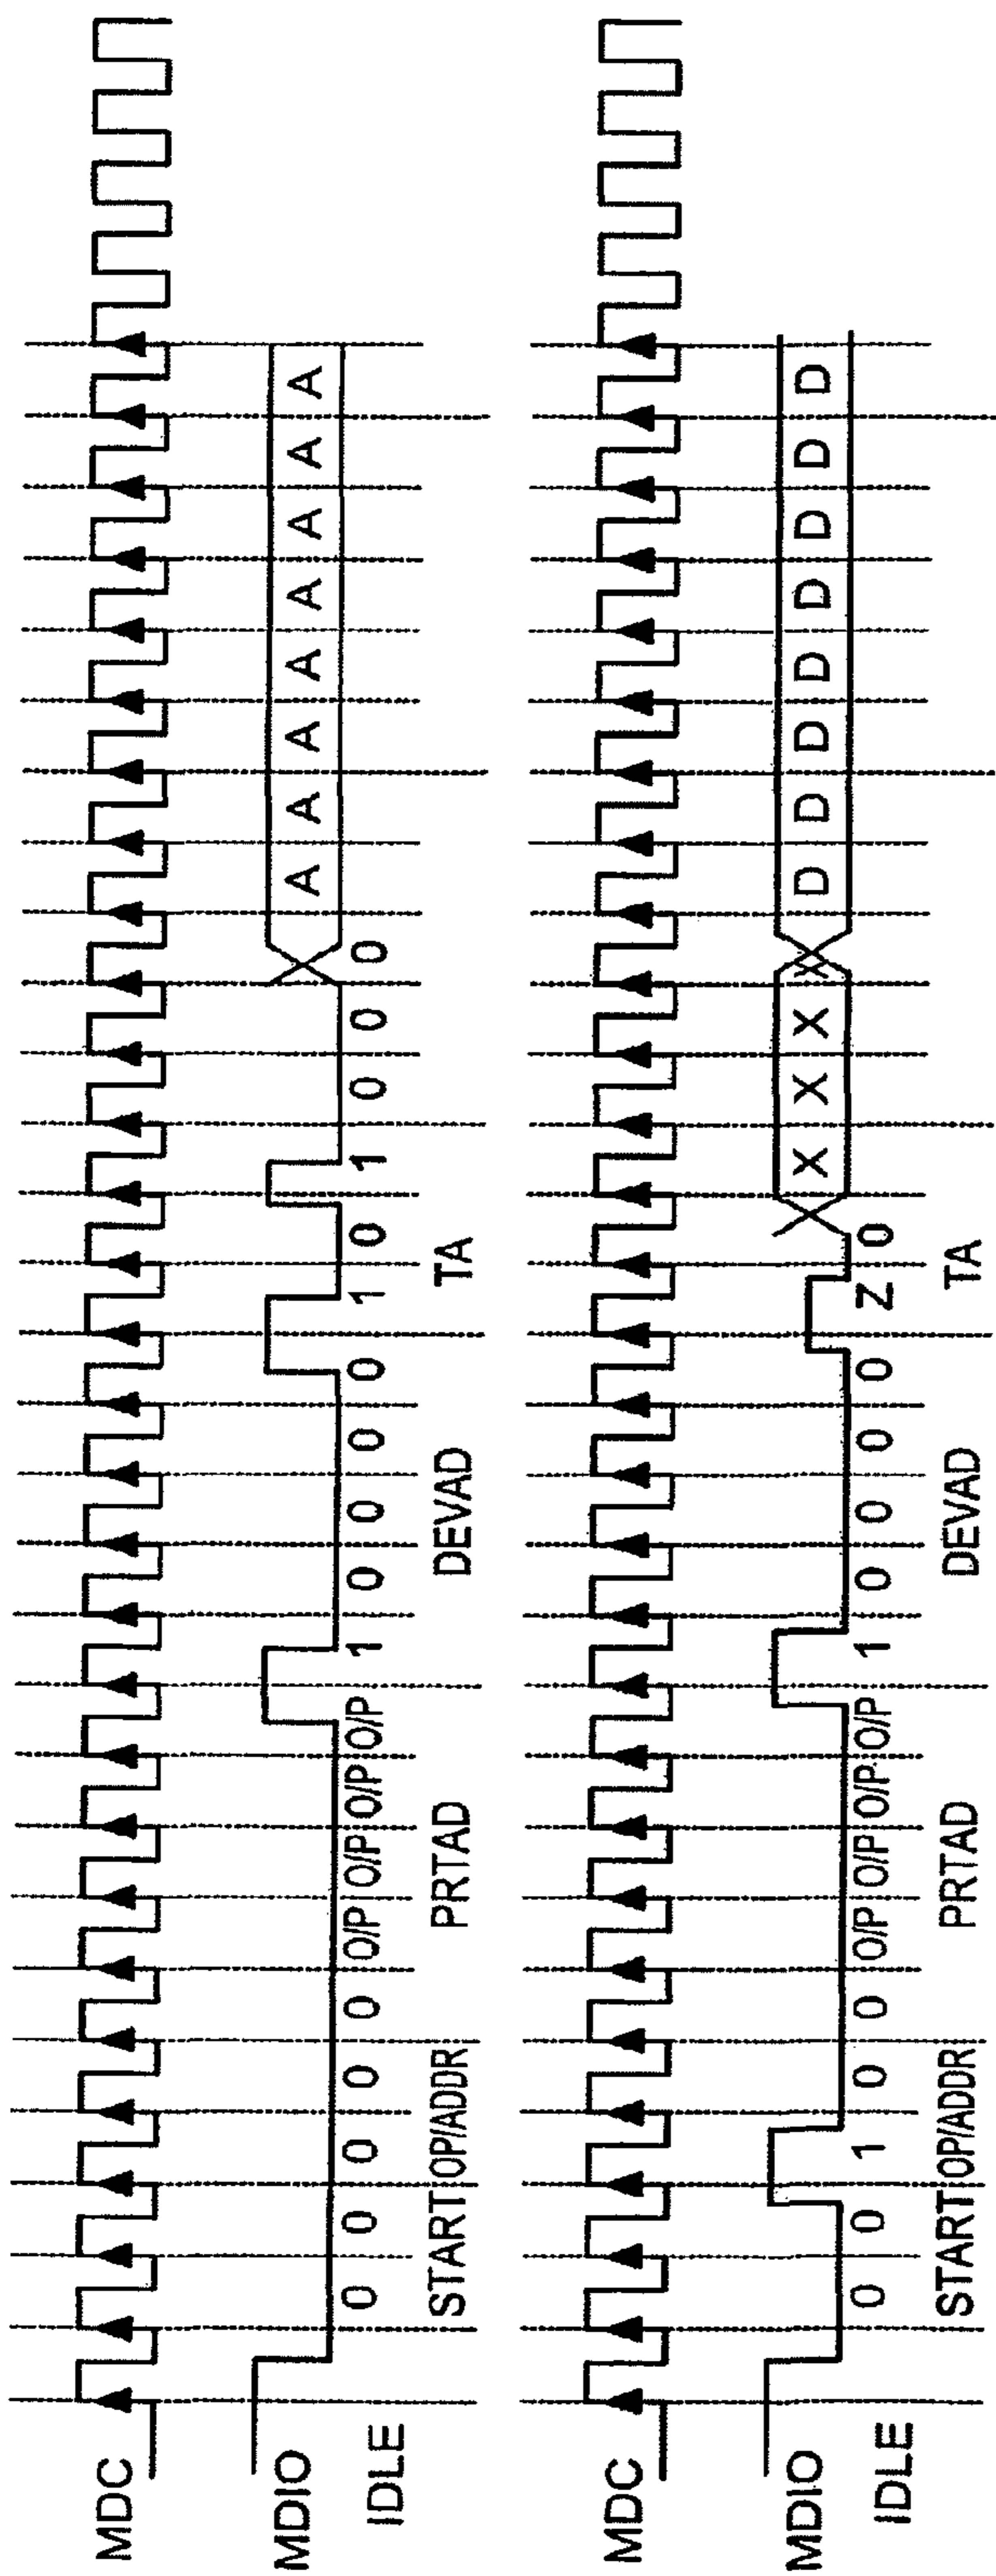 MDC
MDIO
A A A A A A A A
0 0 0 0 0 O/P O/P O/P O/P 1 0 0 0 0 1 0 1 0 0 0
IDLE START OP/ADDR PRTAD DEVAD TA
MDC
MDIO
X X X X D D D D D D D D
0 0 1 0 0 O/P O/P O/P O/P 1 0 0 0 0 Z 0
IDLE START OP/ADDR PRTAD DEVAD TA